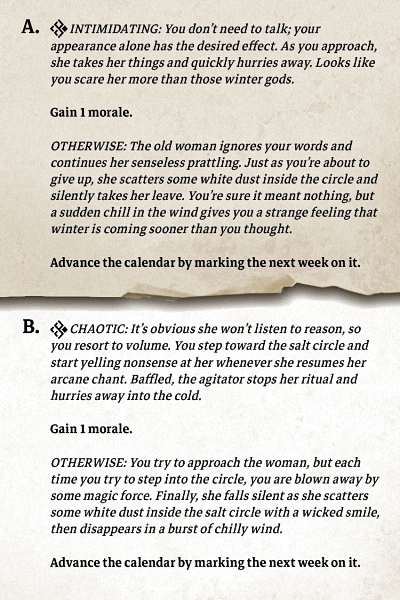 A. INTIMIDATING: You don't need to talk; your
appearance alone has the desired effect. As you approach,
she takes her things and quickly hurries away. Looks like
you scare her more than those winter gods.
Gain 1 morale.
OTHERWISE: The old woman ignores your words and
continues her senseless prattling. Just as you're about to
give up, she scatters some white dust inside the circle and
silently takes her leave. You're sure it meant nothing, but
a sudden chill in the wind gives you a strange feeling that
winter is coming sooner than you thought.
Advance the calendar by marking the next week on it.
B. CHAOTIC: It's obvious she won't listen to reason, so
you resort to volume. You step toward the salt circle and
start yelling nonsense at her whenever she resumes her
arcane chant. Baffled, the agitator stops her ritual and
hurries away into the cold.
Gain 1 morale.
OTHERWISE: You try to approach the woman, but each
time you try to step into the circle, you are blown away by
some magic force. Finally, she falls silent as she scatters
some white dust inside the salt circle with a wicked smile,
then disappears in a burst of chilly wind.
Advance the calendar by marking the next week on it.